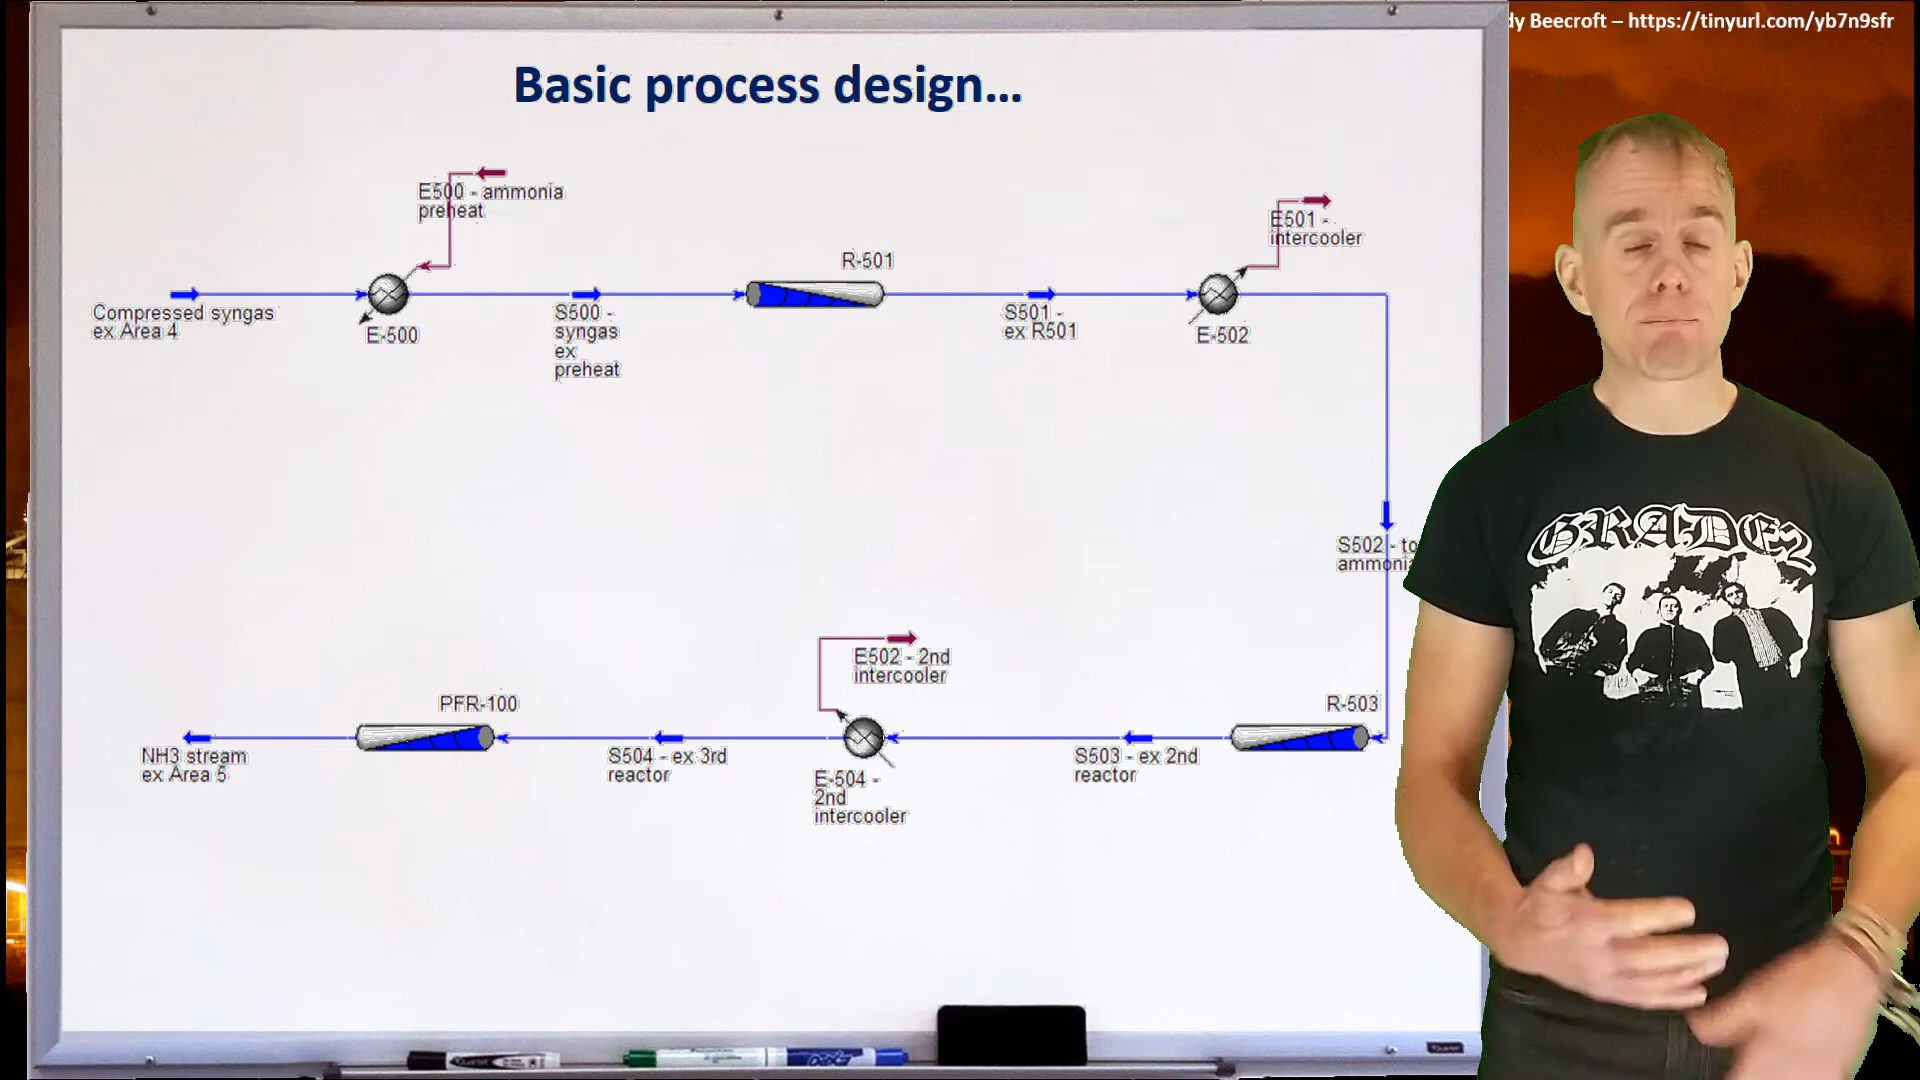 dy Beecroft – https://tinyurl.com/yb7n9sfr
Basic process design...
E500 - ammonia
preheat
E501 -
intercooler
R-501
Compressed syngas
ex Area 4
E-500
S500 -
syngas
ex
preheat
S501 -
ex R501
E-502
S502 - to
ammonia
GRADE2
E502 - 2nd
intercooler
PFR-100
R-503
NH3 stream
ex Area 5
S504 - ex 3rd
reactor
E-504 -
2nd
intercooler
S503 - ex 2nd
reactor